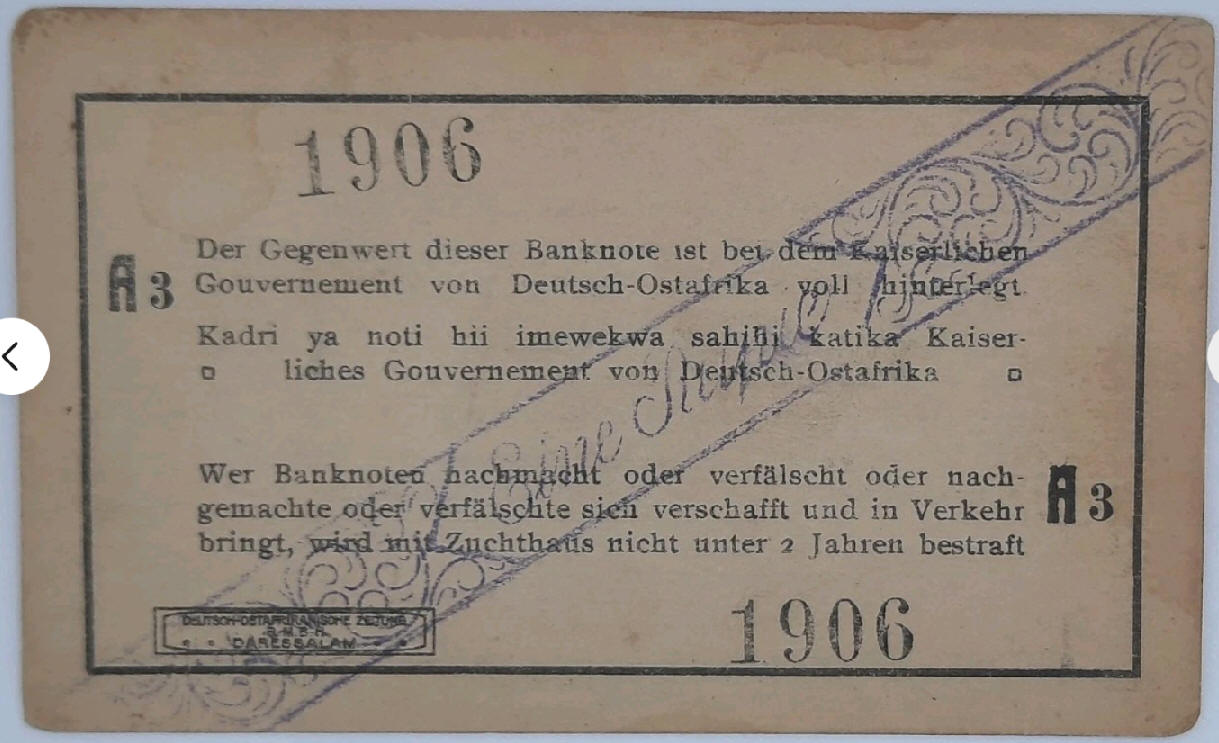 1906
A 3
Der Gegenwert dieser Banknote ist bei dem Kaiserlichen
Gouvernement von Deutsch-Ostafrika voll hinterlegt
Kadri ya noti hii imewekwa sahihi katika Kaiser-
liches Gouvernement von Deutsch-Ostafrika
Eine Rupie
Wer Banknoten nachmacht oder verfälscht oder nach-
gemachte oder verfälschte sich verschafft und in Verkehr
bringt, wird mit Zuchthaus nicht unter 2 Jahren bestraft
A 3
DEUTSCH-OSTAFRIKANISCHE ZEITUNG
G.M.B.H.
DARESSALAM
1906